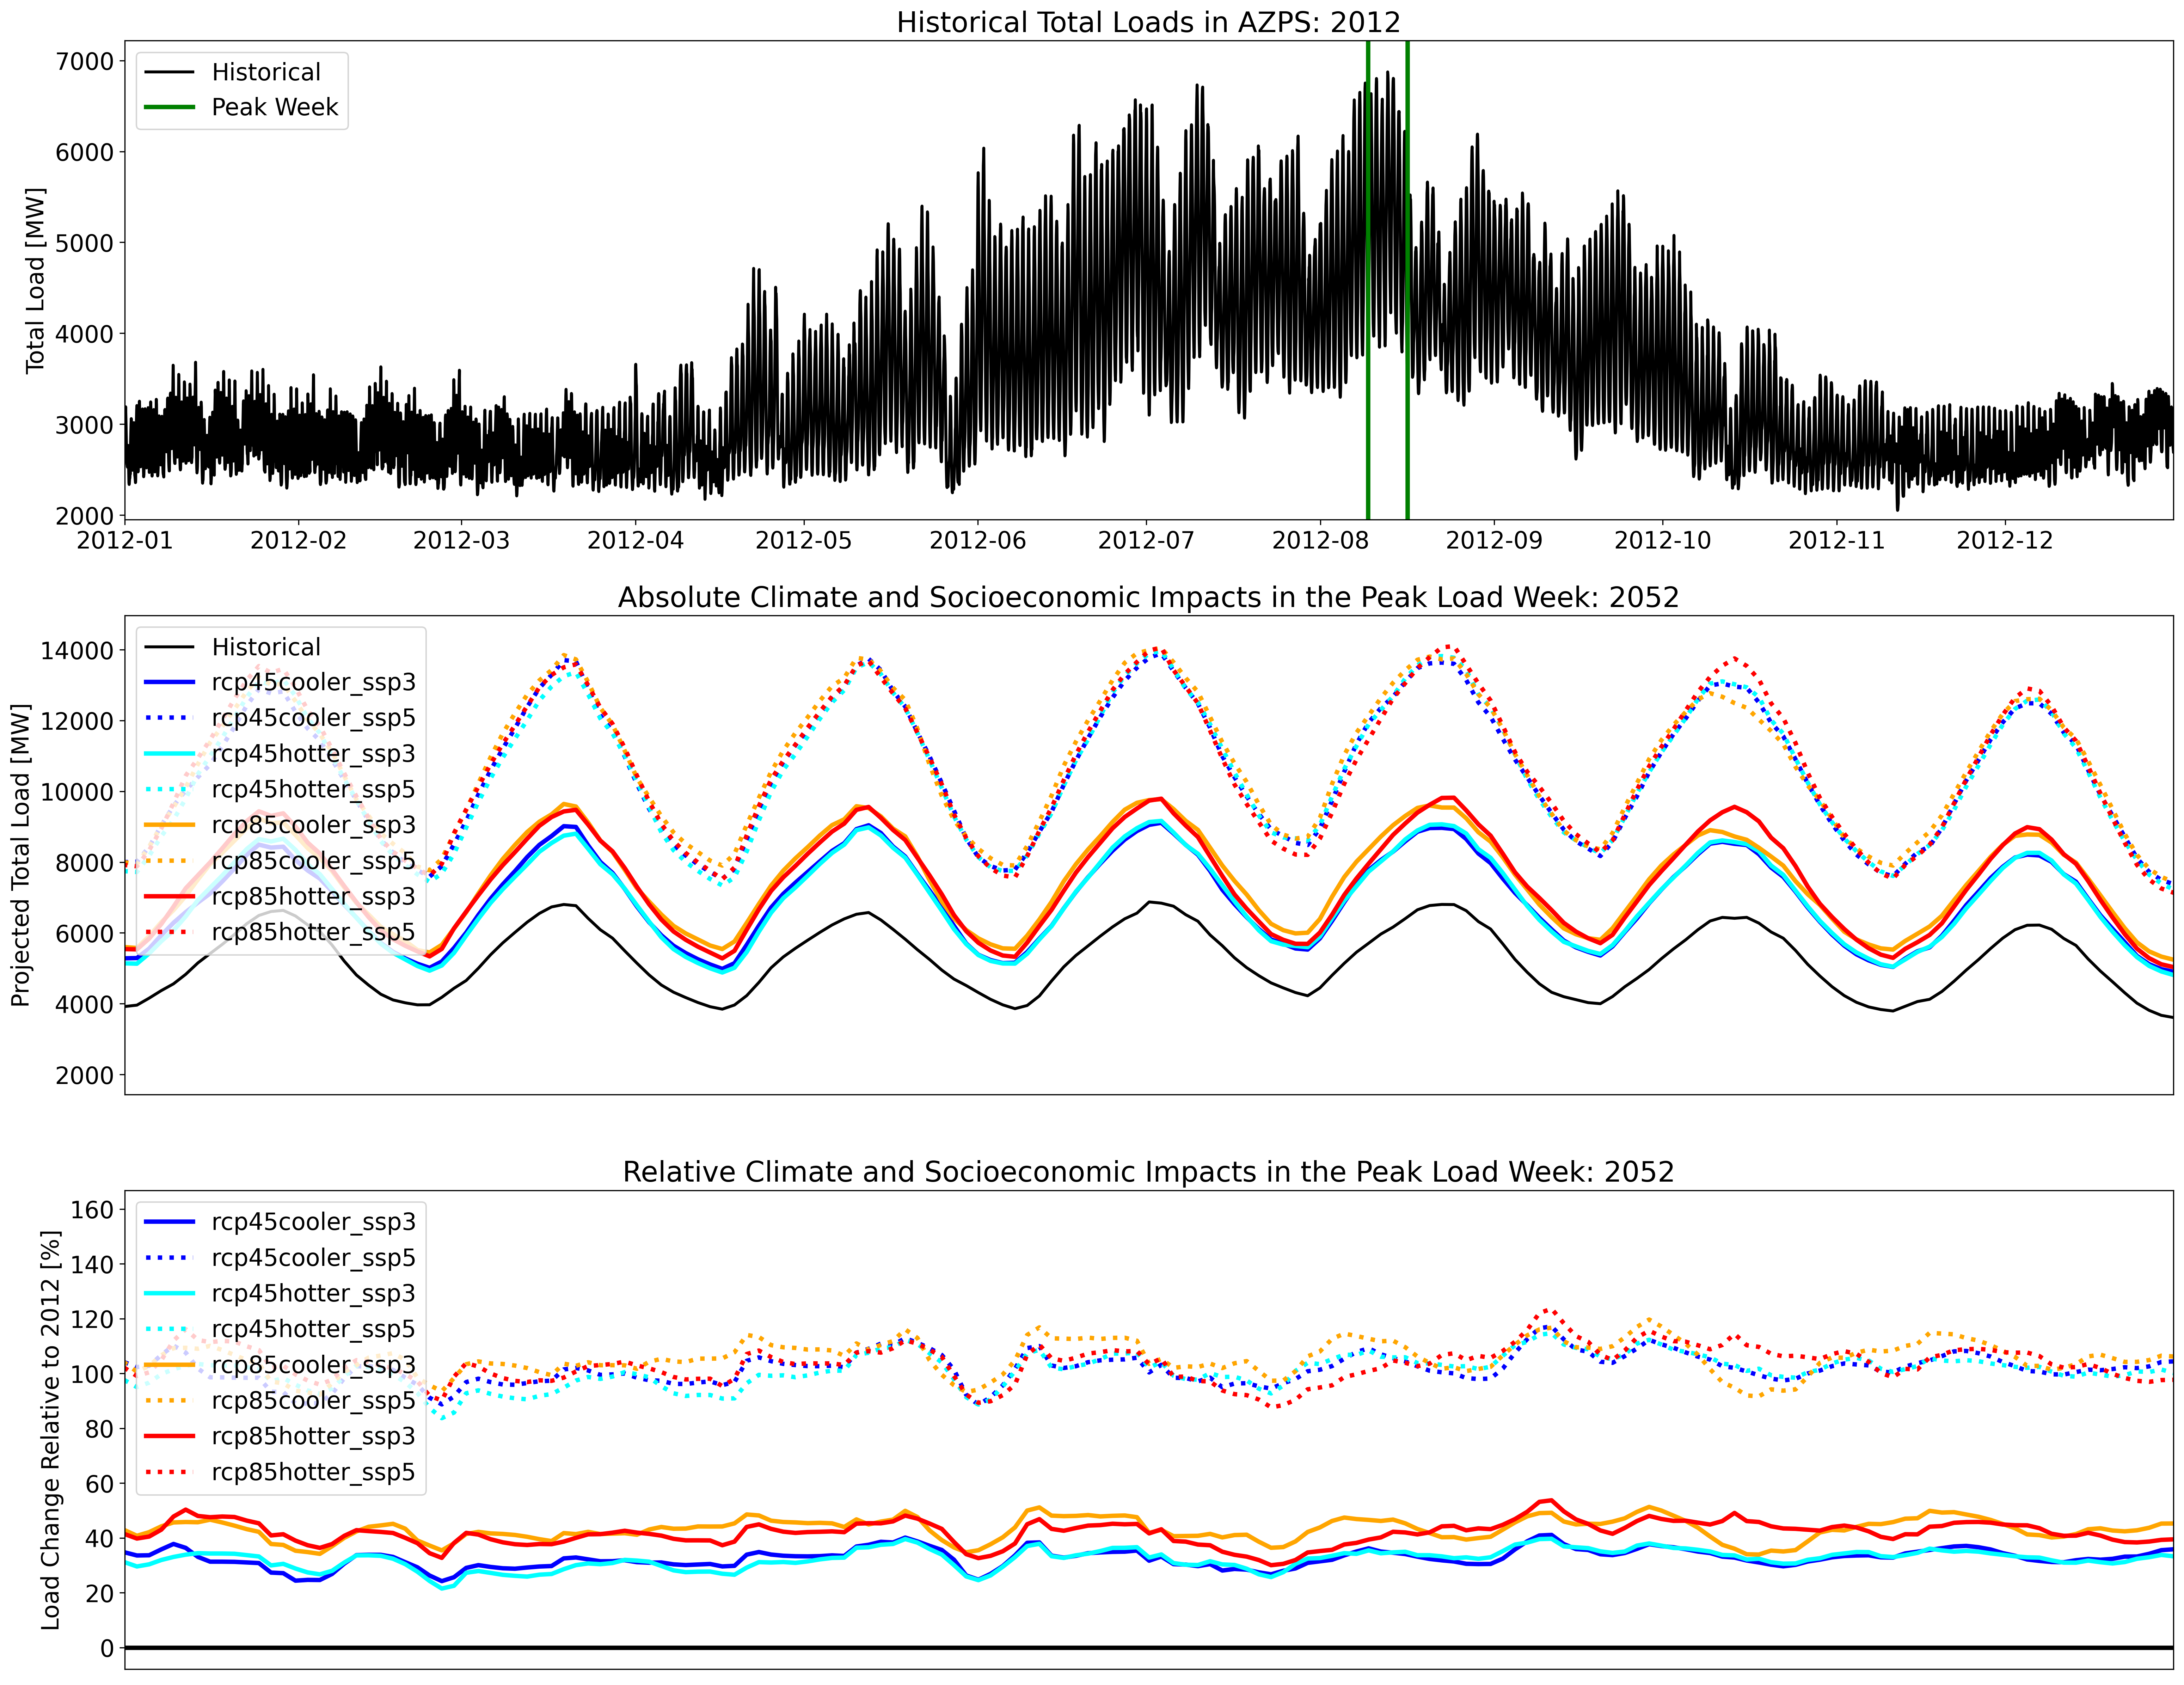 Historical Total Loads in AZPS: 2012
Total Load [MW]
7000
6000
5000
4000
3000
2000
Historical
Peak Week
2012-01 2012-02 2012-03 2012-04 2012-05 2012-06 2012-07 2012-08 2012-09 2012-10 2012-11 2012-12
Absolute Climate and Socioeconomic Impacts in the Peak Load Week: 2052
Projected Total Load [MW]
14000
12000
10000
8000
6000
4000
2000
Historical
rcp45cooler_ssp3
rcp45cooler_ssp5
rcp45hotter_ssp3
rcp45hotter_ssp5
rcp85cooler_ssp3
rcp85cooler_ssp5
rcp85hotter_ssp3
rcp85hotter_ssp5
Relative Climate and Socioeconomic Impacts in the Peak Load Week: 2052
Load Change Relative to 2012 [%]
160
140
120
100
80
60
40
20
0
rcp45cooler_ssp3
rcp45cooler_ssp5
rcp45hotter_ssp3
rcp45hotter_ssp5
rcp85cooler_ssp3
rcp85cooler_ssp5
rcp85hotter_ssp3
rcp85hotter_ssp5